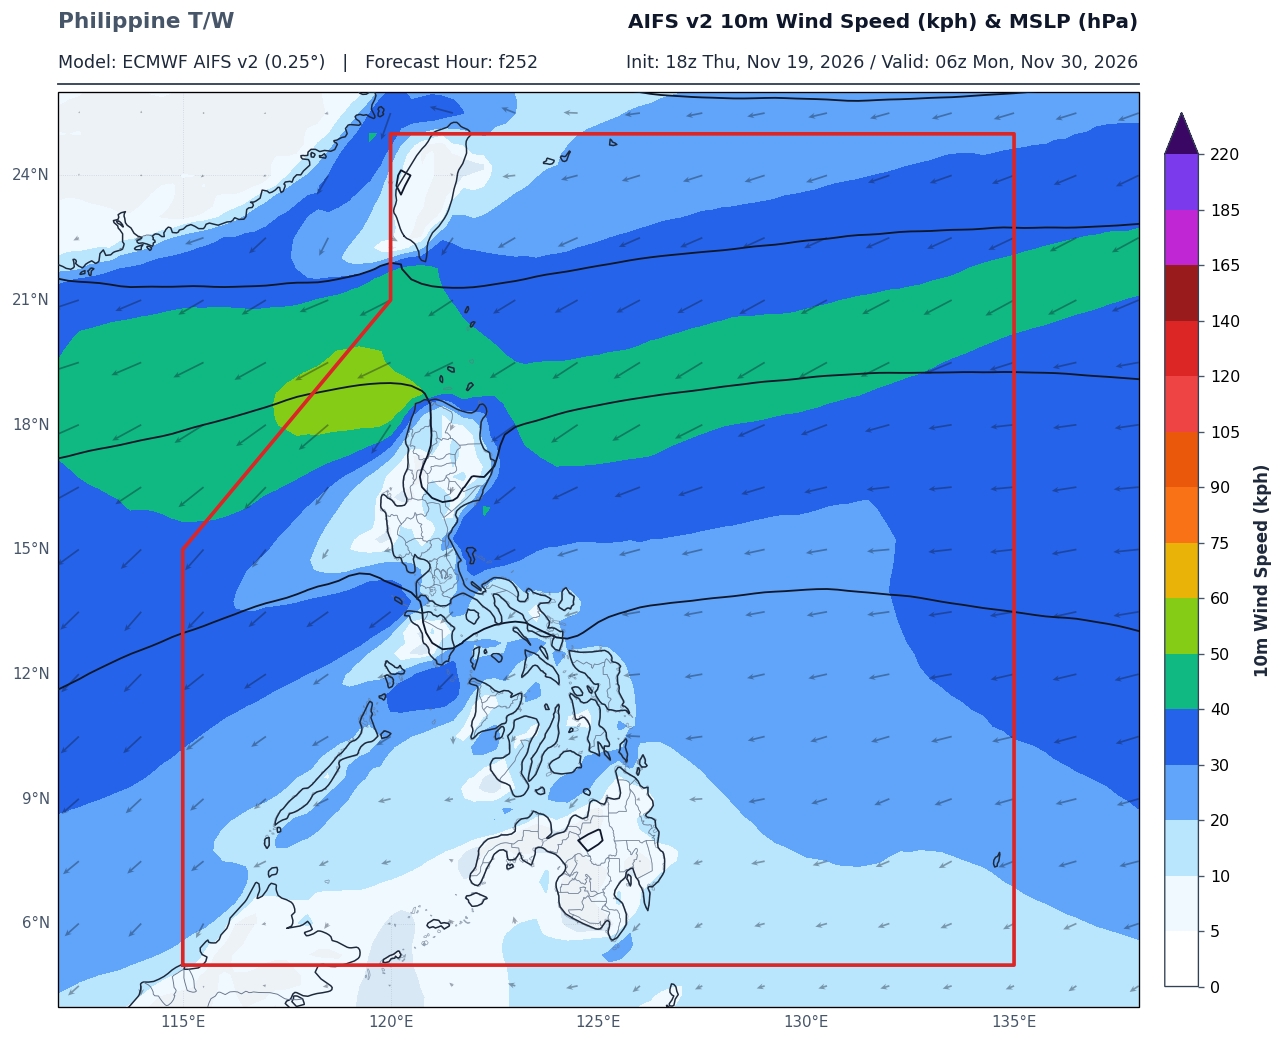 Philippine T/W
AIFS v2 10m Wind Speed (kph) & MSLP (hPa)
Model: ECMWF AIFS v2 (0.25°) | Forecast Hour: f252
Init: 18z Thu, Nov 19, 2026 / Valid: 06z Mon, Nov 30, 2026
24°N
21°N
18°N
15°N
12°N
9°N
6°N
115°E
120°E
125°E
130°E
135°E
220
185
165
140
120
105
90
75
60
50
40
30
20
10
5
0
10m Wind Speed (kph)